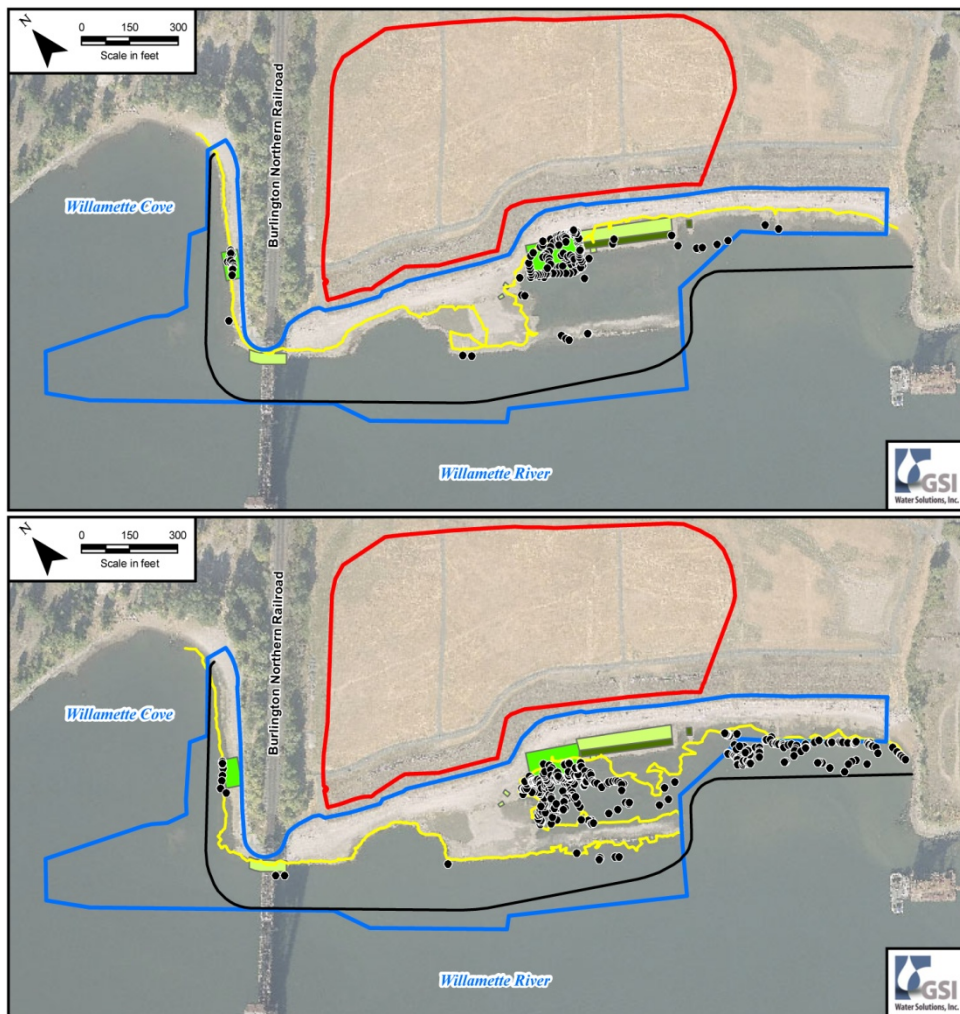 N
0 150 300
Scale in feet
Burlington Northern Railroad
Willamette Cove
Willamette River
GSI
Water Solutions, Inc.
N
0 150 300
Scale in feet
Burlington Northern Railroad
Willamette Cove
Willamette River
GSI
Water Solutions, Inc.